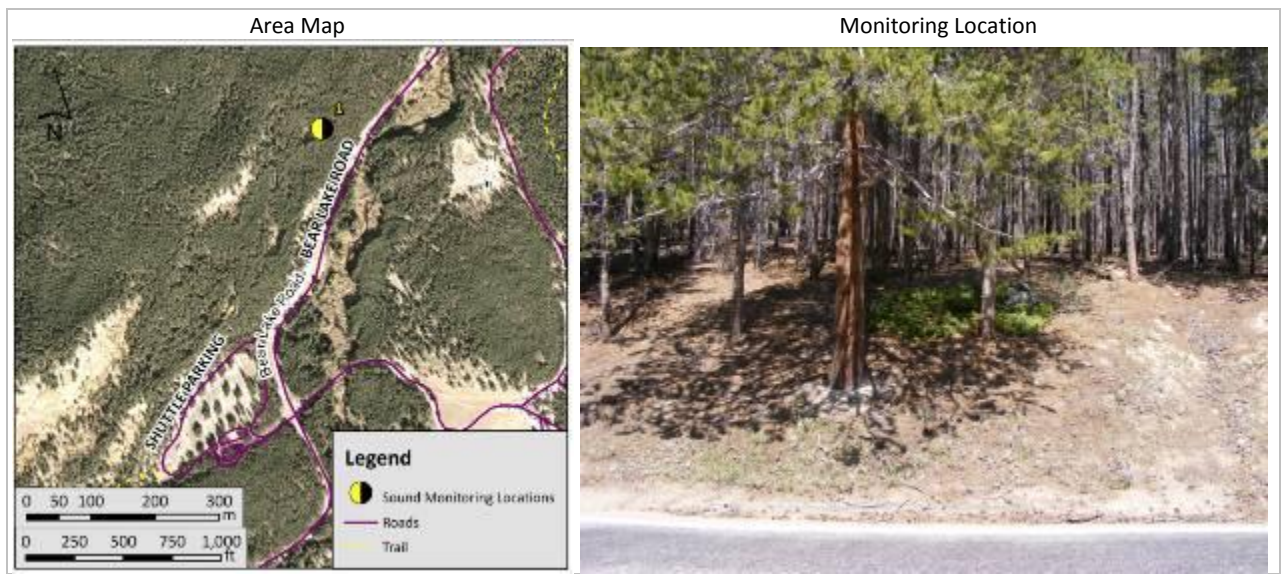 Area Map
Monitoring Location
N
1
BEAR LAKE ROAD
Bear Lake Road
SHUTTLE PARKING
Legend
Sound Monitoring Locations
Roads
Trail
0 50 100 200 300
m
0 250 500 750 1,000
ft